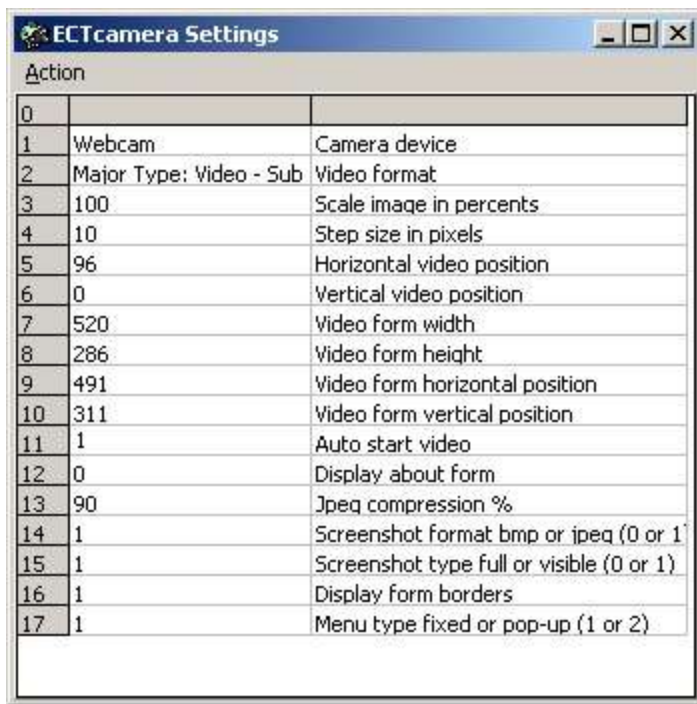 ECTcamera Settings
Action
0
1 Webcam Camera device
2 Major Type: Video - Sub Video format
3 100 Scale image in percents
4 10 Step size in pixels
5 96 Horizontal video position
6 0 Vertical video position
7 520 Video form width
8 286 Video form height
9 491 Video form horizontal position
10 311 Video form vertical position
11 1 Auto start video
12 0 Display about form
13 90 Jpeg compression %
14 1 Screenshot format bmp or jpeg (0 or 1)
15 1 Screenshot type full or visible (0 or 1)
16 1 Display form borders
17 1 Menu type fixed or pop-up (1 or 2)